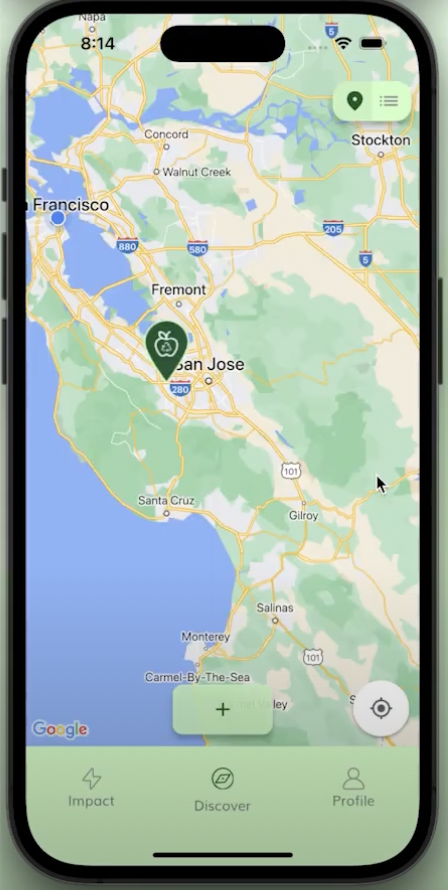 Napa
8:14
5
Concord
Stockton
Walnut Creek
Francisco
880
580
205
5
Fremont
San Jose
280
101
Santa Cruz
Gilroy
Salinas
Monterey
101
Carmel-By-The-Sea
+
Valley
Google
Impact
Discover
Profile